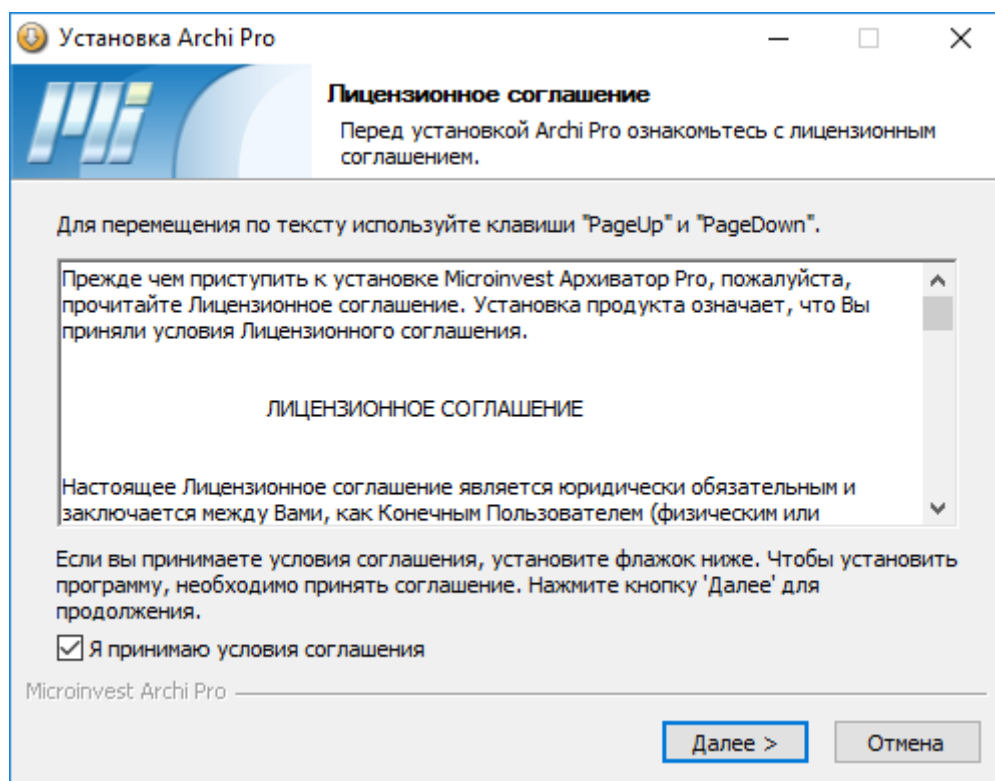 Установка Archi Pro
Mi
Лицензионное соглашение
Перед установкой Archi Pro ознакомьтесь с лицензионным
соглашением.
Для перемещения по тексту используйте клавиши "PageUp" и "PageDown".
Прежде чем приступить к установке Microinvest Архиватор Pro, пожалуйста,
прочитайте Лицензионное соглашение. Установка продукта означает, что Вы
приняли условия Лицензионного соглашения.
ЛИЦЕНЗИОННОЕ СОГЛАШЕНИЕ
Настоящее Лицензионное соглашение является юридически обязательным и
заключается между Вами, как Конечным Пользователем (физическим или
Если вы принимаете условия соглашения, установите флажок ниже. Чтобы установить
программу, необходимо принять соглашение. Нажмите кнопку 'Далее' для
продолжения.
Я принимаю условия соглашения
Microinvest Archi Pro
Далее >
Отмена